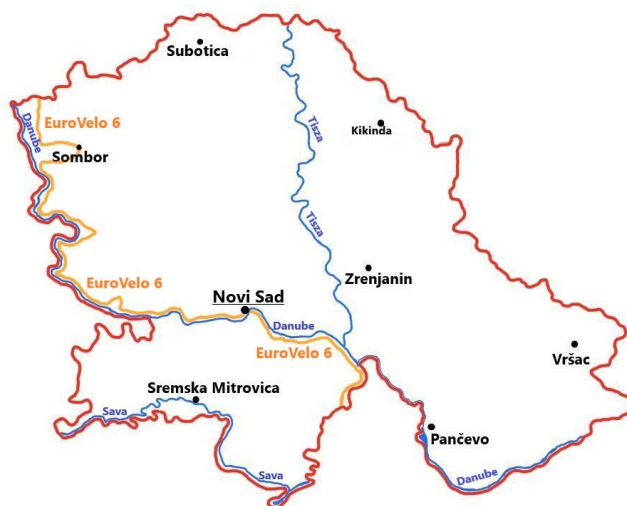 Subotica
EuroVelo 6
Danube
Tisza
Kikinda
Sombor
Tisza
EuroVelo 6
Novi Sad
Zrenjanin
Danube
EuroVelo 6
Vršac
Sremska Mitrovica
Sava
Pančevo
Sava
Danube